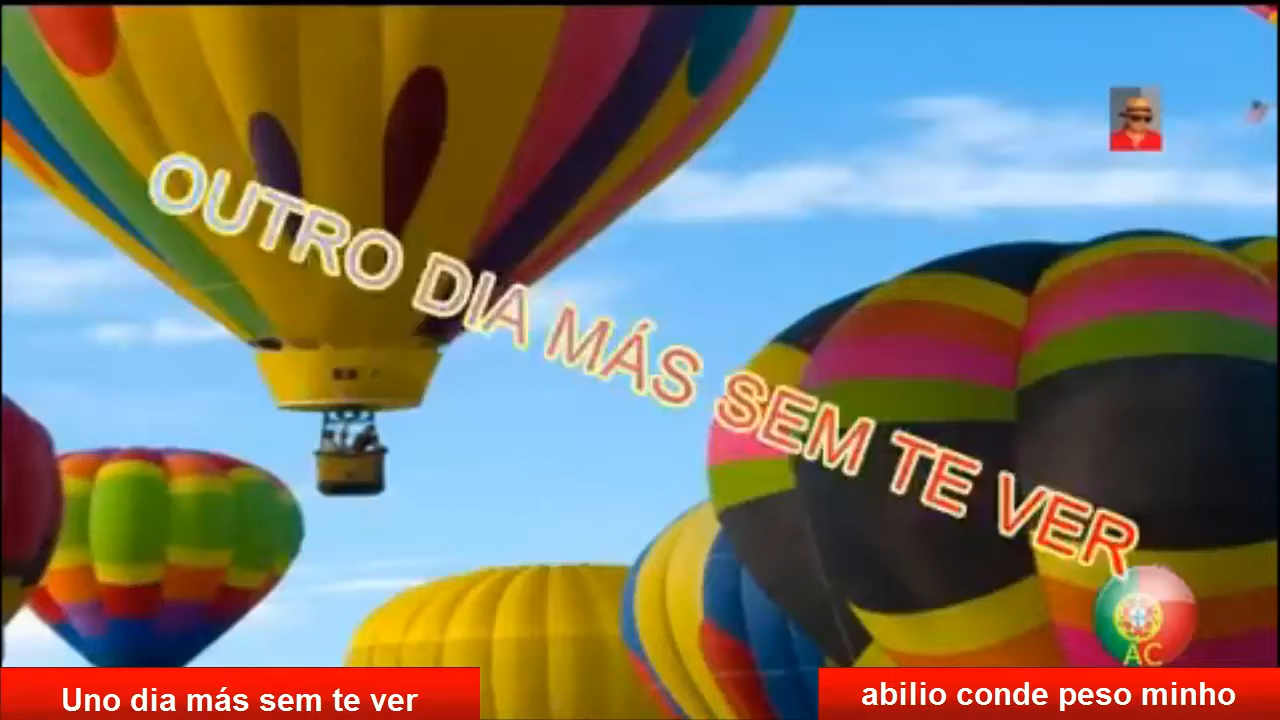 OUTRO DIA MÁS SEM TE VER
AC
Uno dia más sem te ver
abilio conde peso minho